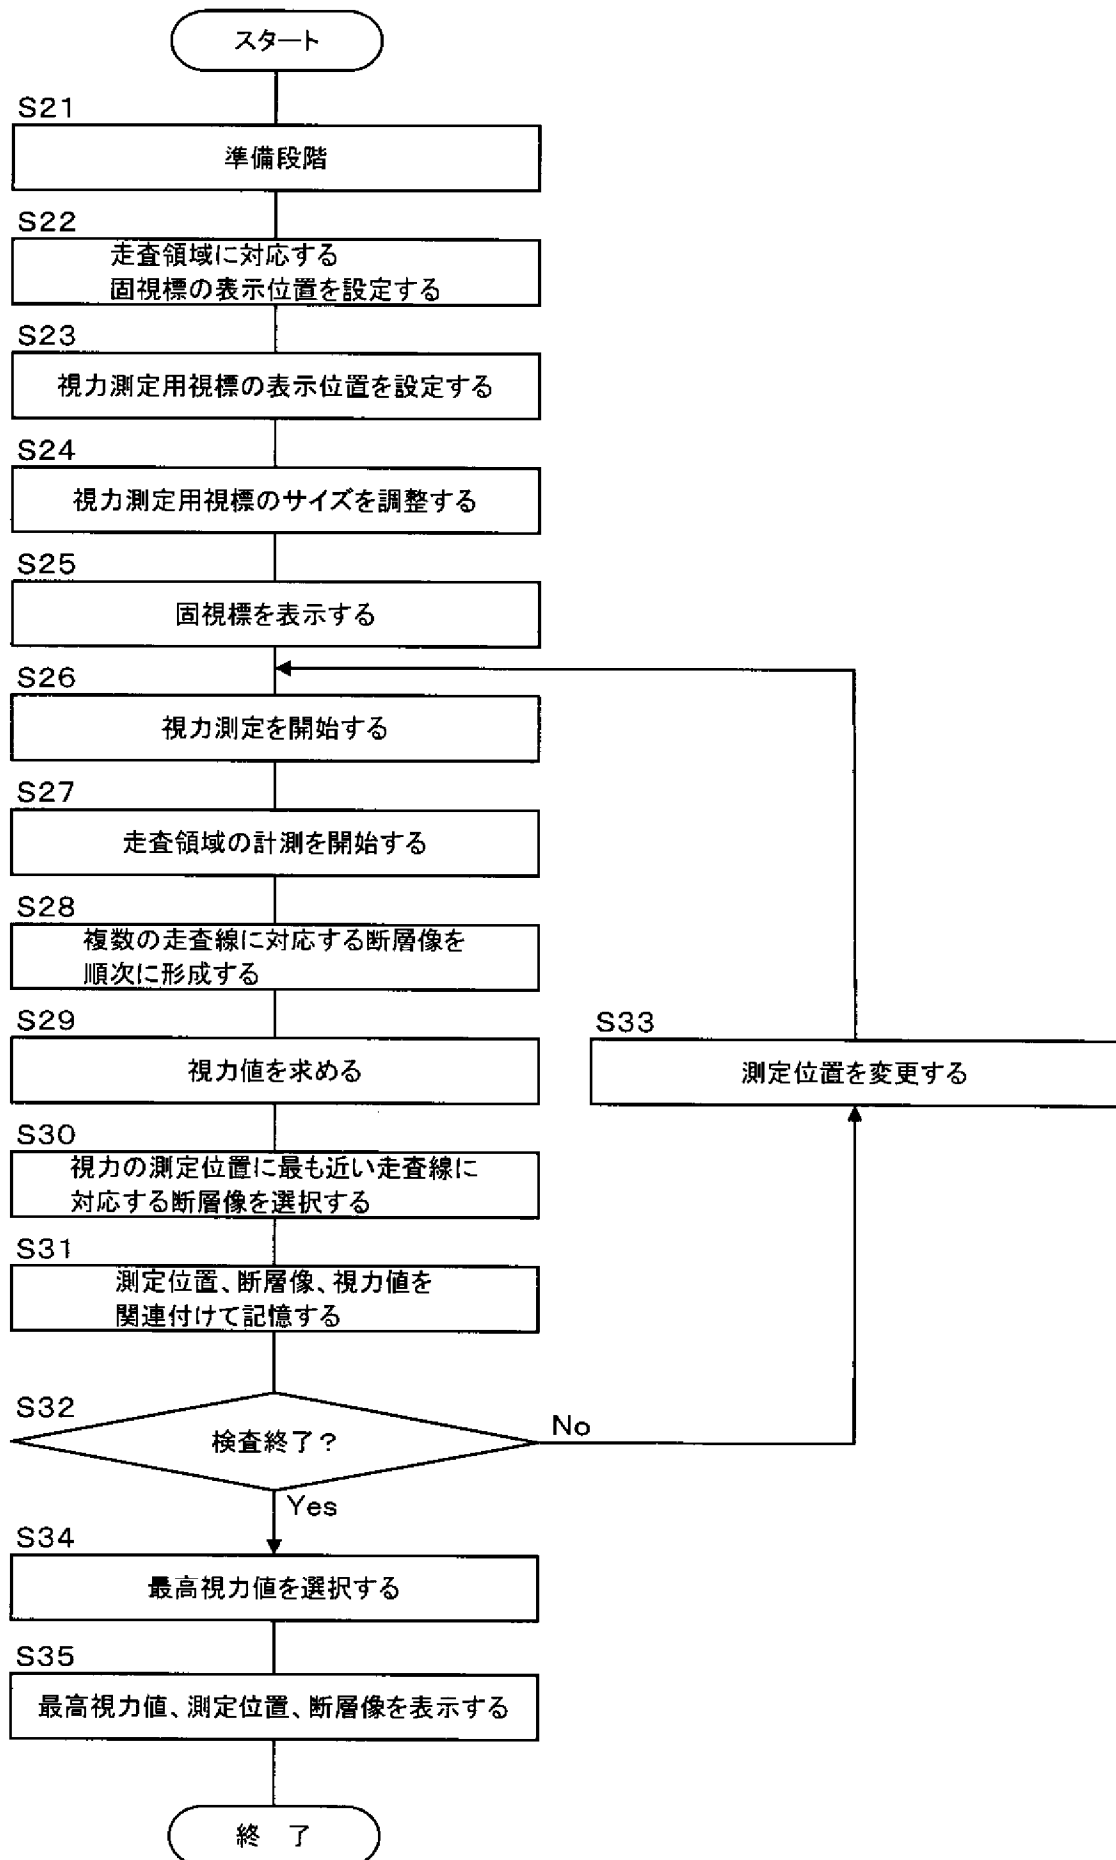 スタート
S21
準備段階
S22
走査領域に対応する
固視標の表示位置を設定する
S23
視力測定用視標の表示位置を設定する
S24
視力測定用視標のサイズを調整する
S25
固視標を表示する
S26
視力測定を開始する
S27
走査領域の計測を開始する
S28
複数の走査線に対応する断層像を
順次に形成する
S29
視力値を求める
S30
視力の測定位置に最も近い走査線に
対応する断層像を選択する
S31
測定位置、断層像、視力値を
関連付けて記憶する
S32
検査終了?
No
S33
測定位置を変更する
Yes
S34
最高視力値を選択する
S35
最高視力値、測定位置、断層像を表示する
終 了